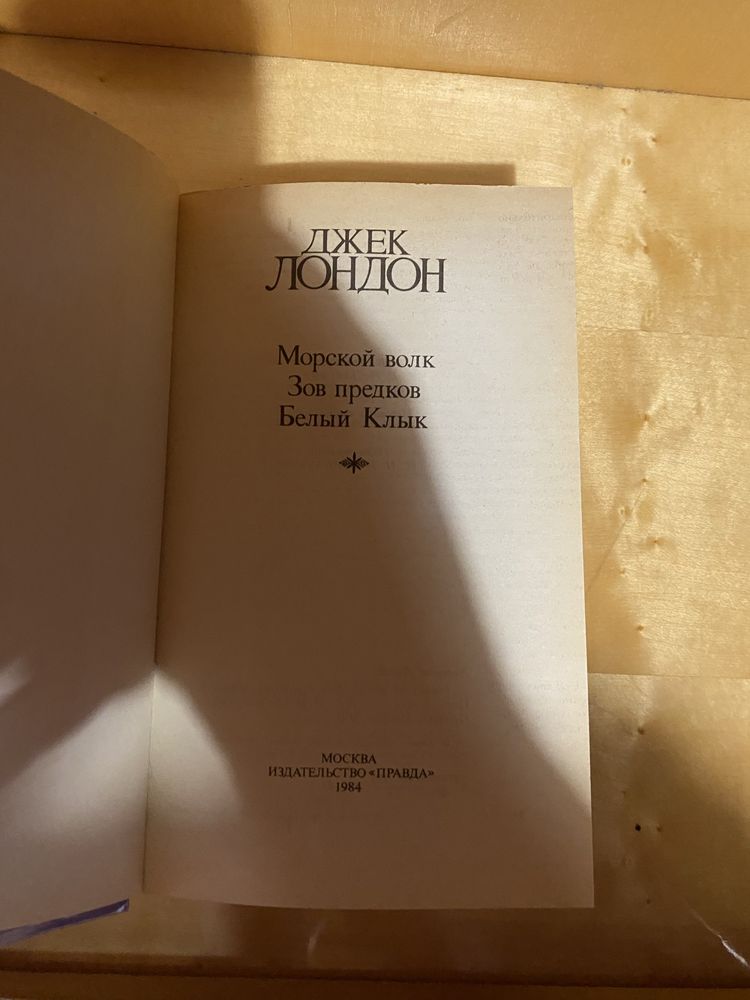 ДЖЕК
ЛОНДОН
Морской волк
Зов предков
Белый Клык
МОСКВА
ИЗДАТЕЛЬСТВО «ПРАВДА»
1984